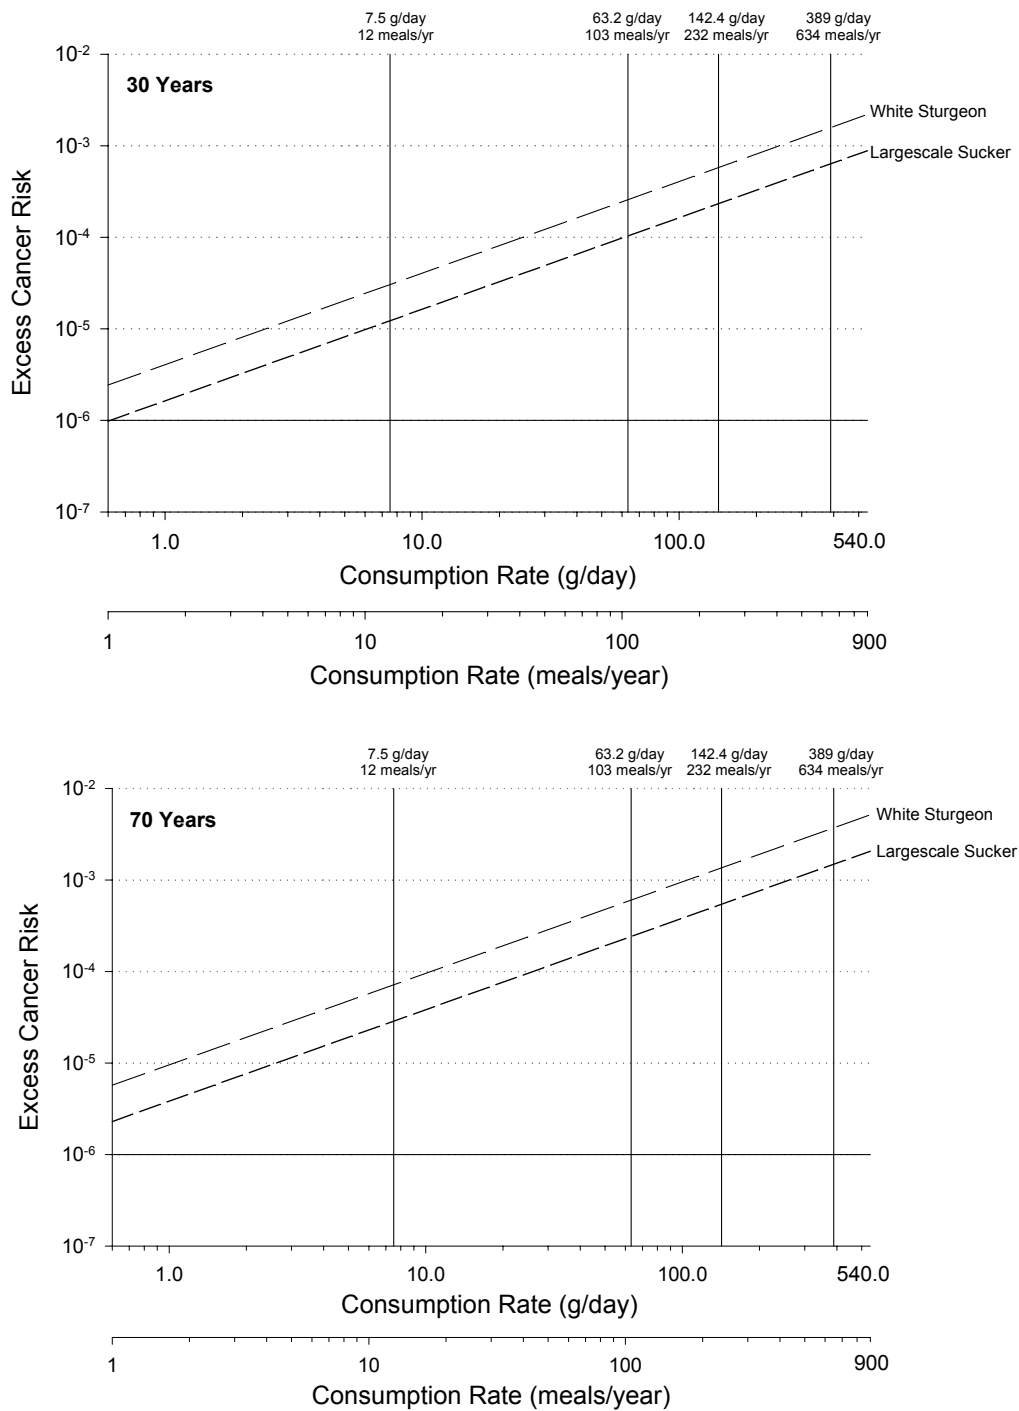 7.5 g/day
12 meals/yr
63.2 g/day
103 meals/yr
142.4 g/day
232 meals/yr
389 g/day
634 meals/yr
30 Years
White Sturgeon
Largescale Sucker
Excess Cancer Risk
10-2
10-3
10-4
10-5
10-6
10-7
1.0 10.0 100.0 540.0
Consumption Rate (g/day)
1 10 100 900
Consumption Rate (meals/year)
7.5 g/day
12 meals/yr
63.2 g/day
103 meals/yr
142.4 g/day
232 meals/yr
389 g/day
634 meals/yr
70 Years
White Sturgeon
Largescale Sucker
Excess Cancer Risk
10-2
10-3
10-4
10-5
10-6
10-7
1.0 10.0 100.0 540.0
Consumption Rate (g/day)
1 10 100 900
Consumption Rate (meals/year)